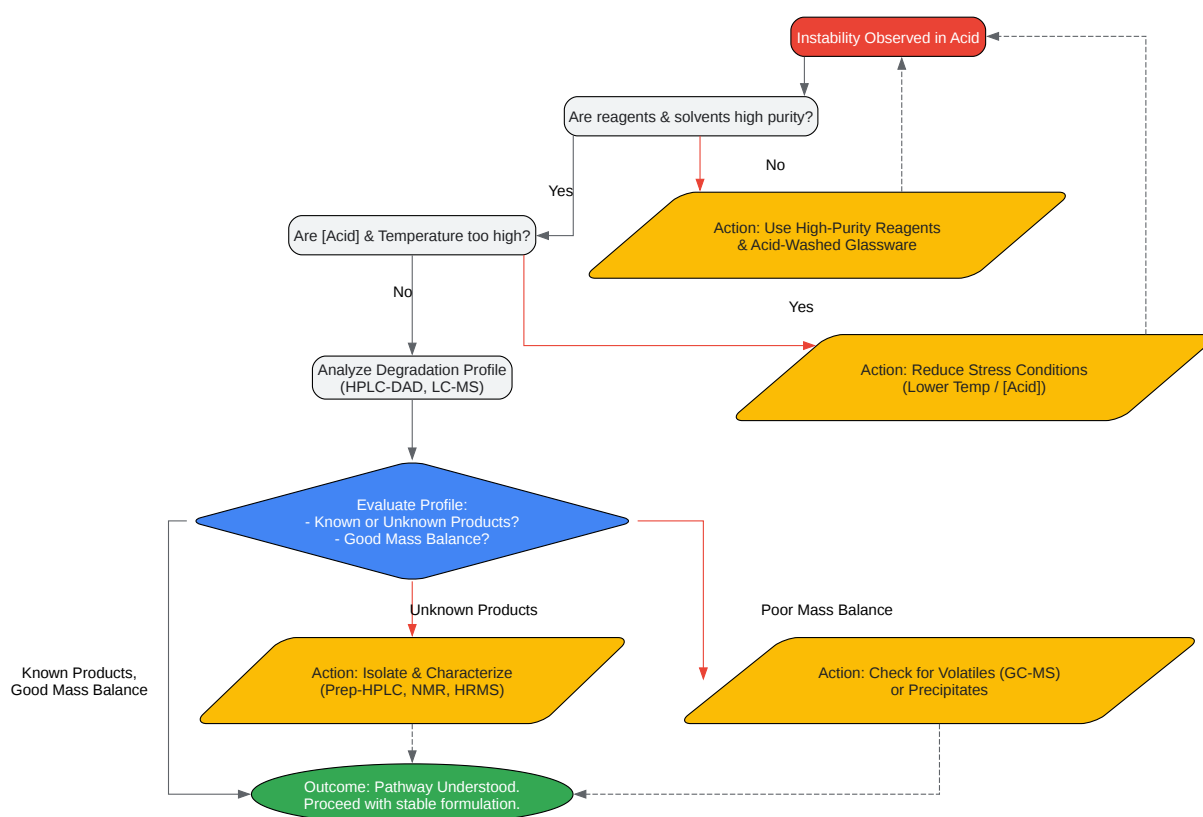 Instability Observed in Acid
Are reagents & solvents high purity?
No
Yes
Action: Use High-Purity Reagents
& Acid-Washed Glassware
Are [Acid] & Temperature too high?
No
Yes
Analyze Degradation Profile
(HPLC-DAD, LC-MS)
Action: Reduce Stress Conditions
(Lower Temp / [Acid])
Evaluate Profile:
- Known or Unknown Products?
- Good Mass Balance?
Unknown Products
Poor Mass Balance
Known Products,
Good Mass Balance
Action: Isolate & Characterize
(Prep-HPLC, NMR, HRMS)
Action: Check for Volatiles (GC-MS)
or Precipitates
Outcome: Pathway Understood.
Proceed with stable formulation.